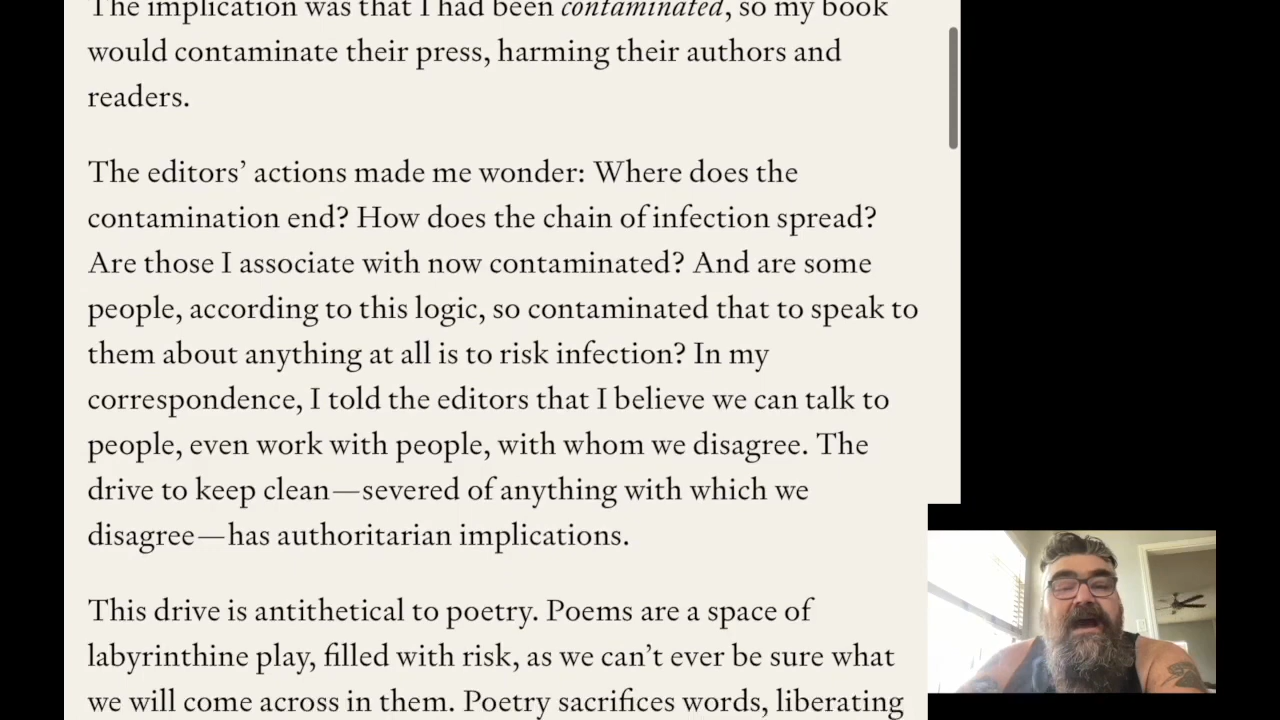 The implication was that I had been contaminated, so my book
would contaminate their press, harming their authors and
readers.
The editors’ actions made me wonder: Where does the
contamination end? How does the chain of infection spread?
Are those I associate with now contaminated? And are some
people, according to this logic, so contaminated that to speak to
them about anything at all is to risk infection? In my
correspondence, I told the editors that I believe we can talk to
people, even work with people, with whom we disagree. The
drive to keep clean—severed of anything with which we
disagree—has authoritarian implications.
This drive is antithetical to poetry. Poems are a space of
labyrinthine play, filled with risk, as we can’t ever be sure what
we will come across in them. Poetry sacrifices words, liberating